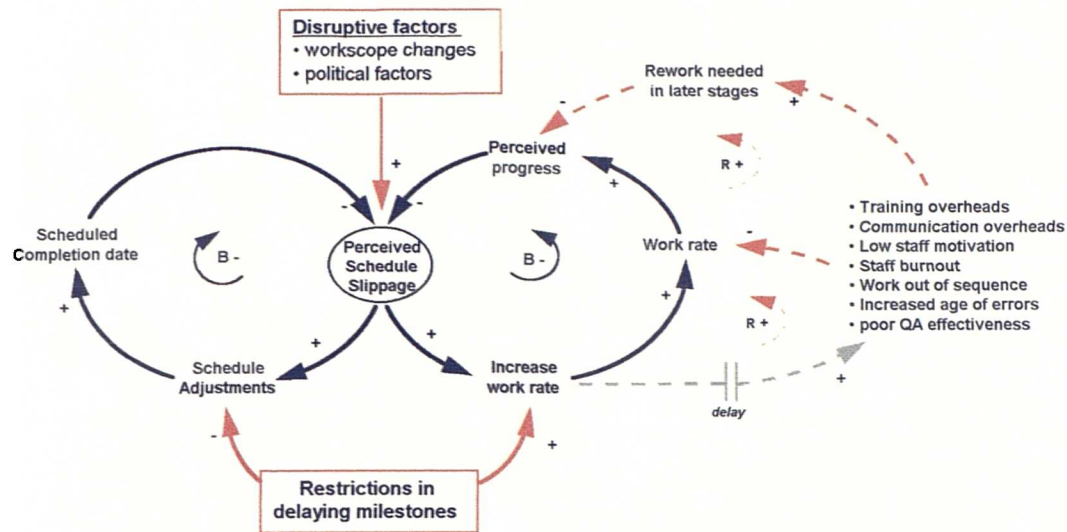 Disruptive factors
• workscope changes
• political factors
Rework needed
in later stages
-
+
+
Perceived
progress
R +
+
-
-
Scheduled
Completion date
B -
Perceived
Schedule
Slippage
B -
Work rate
-
• Training overheads
• Communication overheads
• Low staff motivation
• Staff burnout
• Work out of sequence
• Increased age of errors
• poor QA effectiveness
+
+
R +
+
+
Schedule
Adjustments
Increase
work rate
+
delay
-
+
Restrictions in
delaying milestones